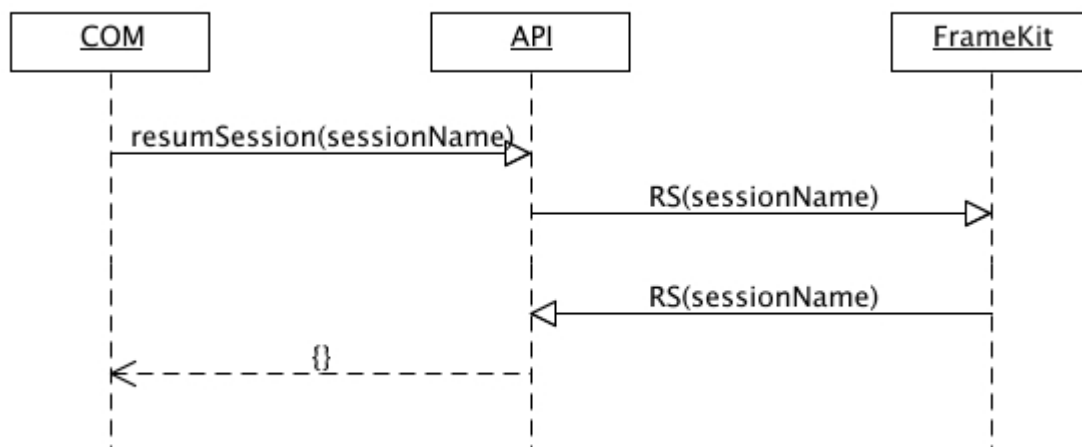 COM
API
FrameKit
resumSession(sessionName)
RS(sessionName)
RS(sessionName)
{}